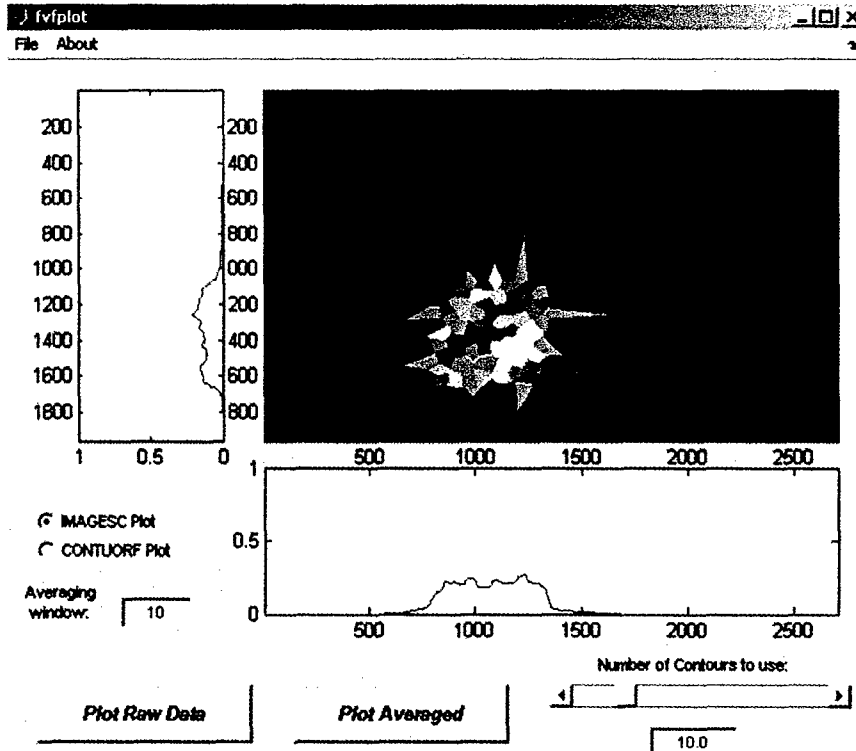 fvfplot
File About
200 200
400 400
600 600
800 800
1000 000
1200 200
1400 400
1600 600
1800 800
1 0.5 0
500 1000 1500 2000 2500
1
0.5
0
500 1000 1500 2000 2500
IMAGESC Plot
CONTUORF Plot
Averaging
window:
10
Number of Contours to use:
Plot Raw Data
Plot Averaged
10.0